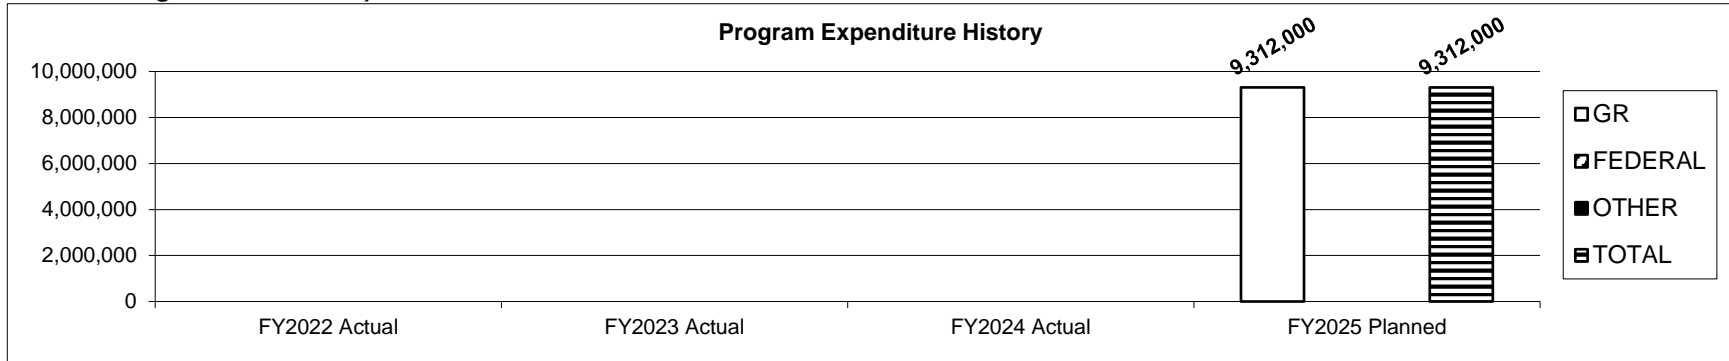 Program Expenditure History
9,312,000 9,312,000
10,000,000
8,000,000
6,000,000
4,000,000
2,000,000
0
FY2022 Actual FY2023 Actual FY2024 Actual FY2025 Planned
GR
FEDERAL
OTHER
TOTAL